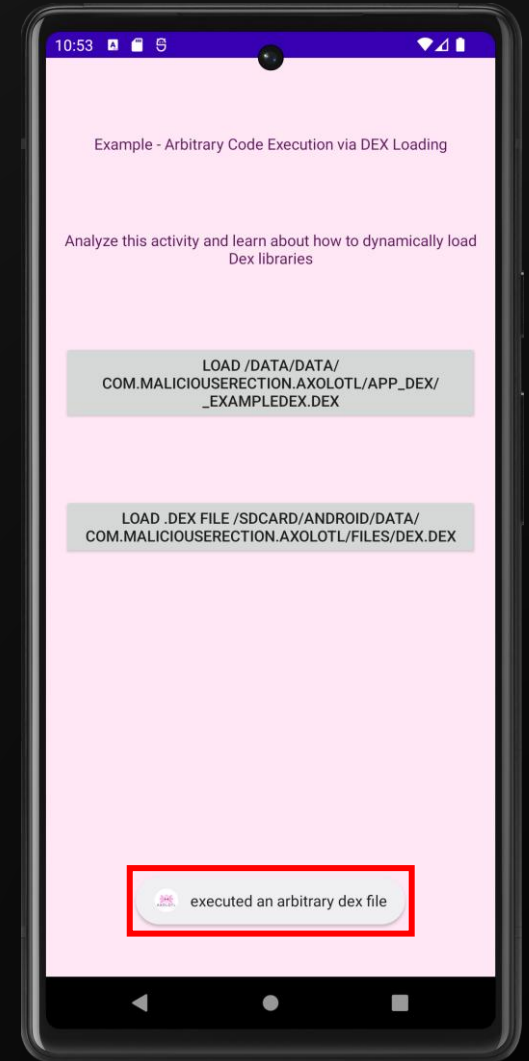 10:53
Example - Arbitrary Code Execution via DEX Loading
Analyze this activity and learn about how to dynamically load
Dex libraries
LOAD /DATA/DATA/
COM.MALICIOUSERECTION.AXOLOTL/APP_DEX/
_EXAMPLEDEX.DEX
LOAD .DEX FILE /SDCARD/ANDROID/DATA/
COM.MALICIOUSERECTION.AXOLOTL/FILES/DEX.DEX
executed an arbitrary dex file